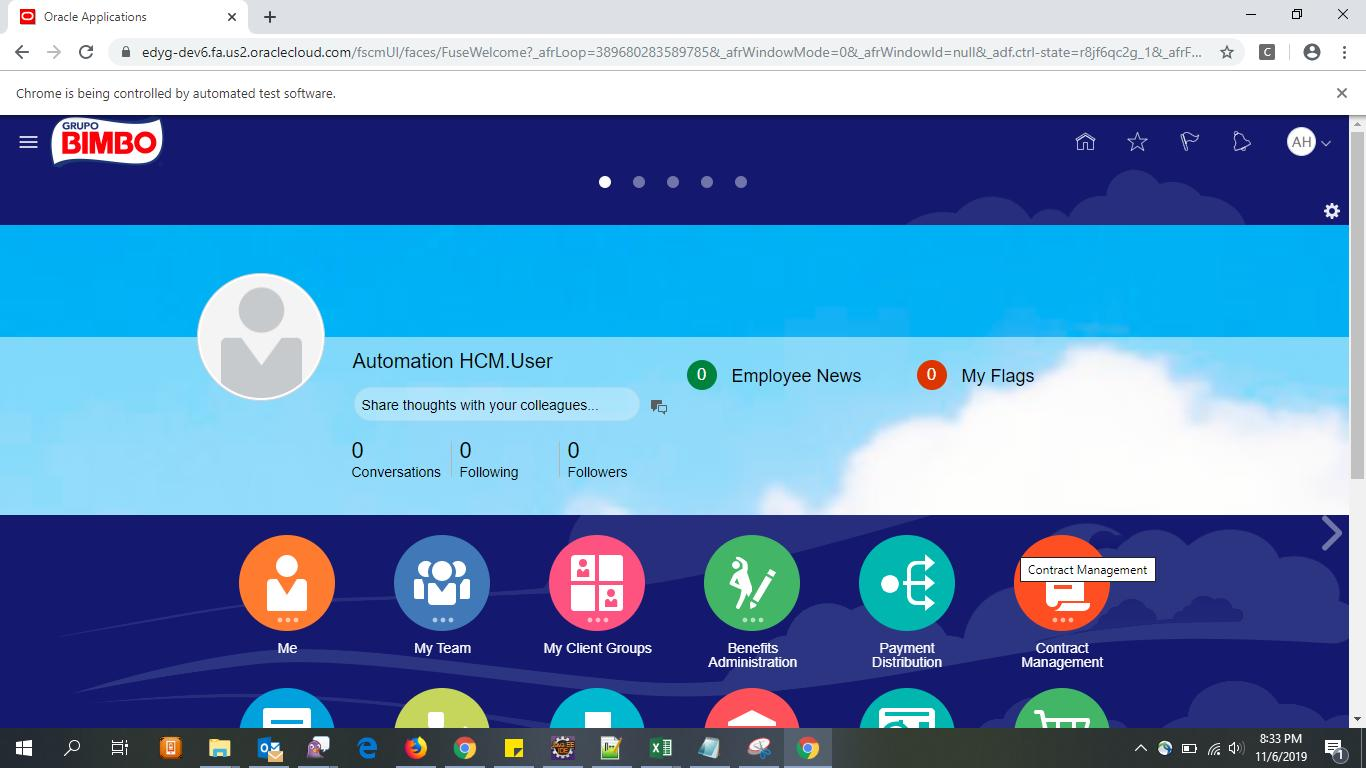 Oracle Applications
edyg-dev6.fa.us2.oraclecloud.com/fscmUI/faces/FuseWelcome?_afrLoop=389680283589785&_afrWindowMode=0&_afrWindowId=null&_adf.ctrl-state=r8jf6qc2g_1&_afrF...
C
Chrome is being controlled by automated test software.
GRUPO
BIMBO
AH
Automation HCM.User
0 Employee News
0 My Flags
Share thoughts with your colleagues...
0 0 0
Conversations Following Followers
Contract Management
Me
My Team
My Client Groups
Benefits
Administration
Payment
Distribution
Contract
Management
8:33 PM
11/6/2019
1